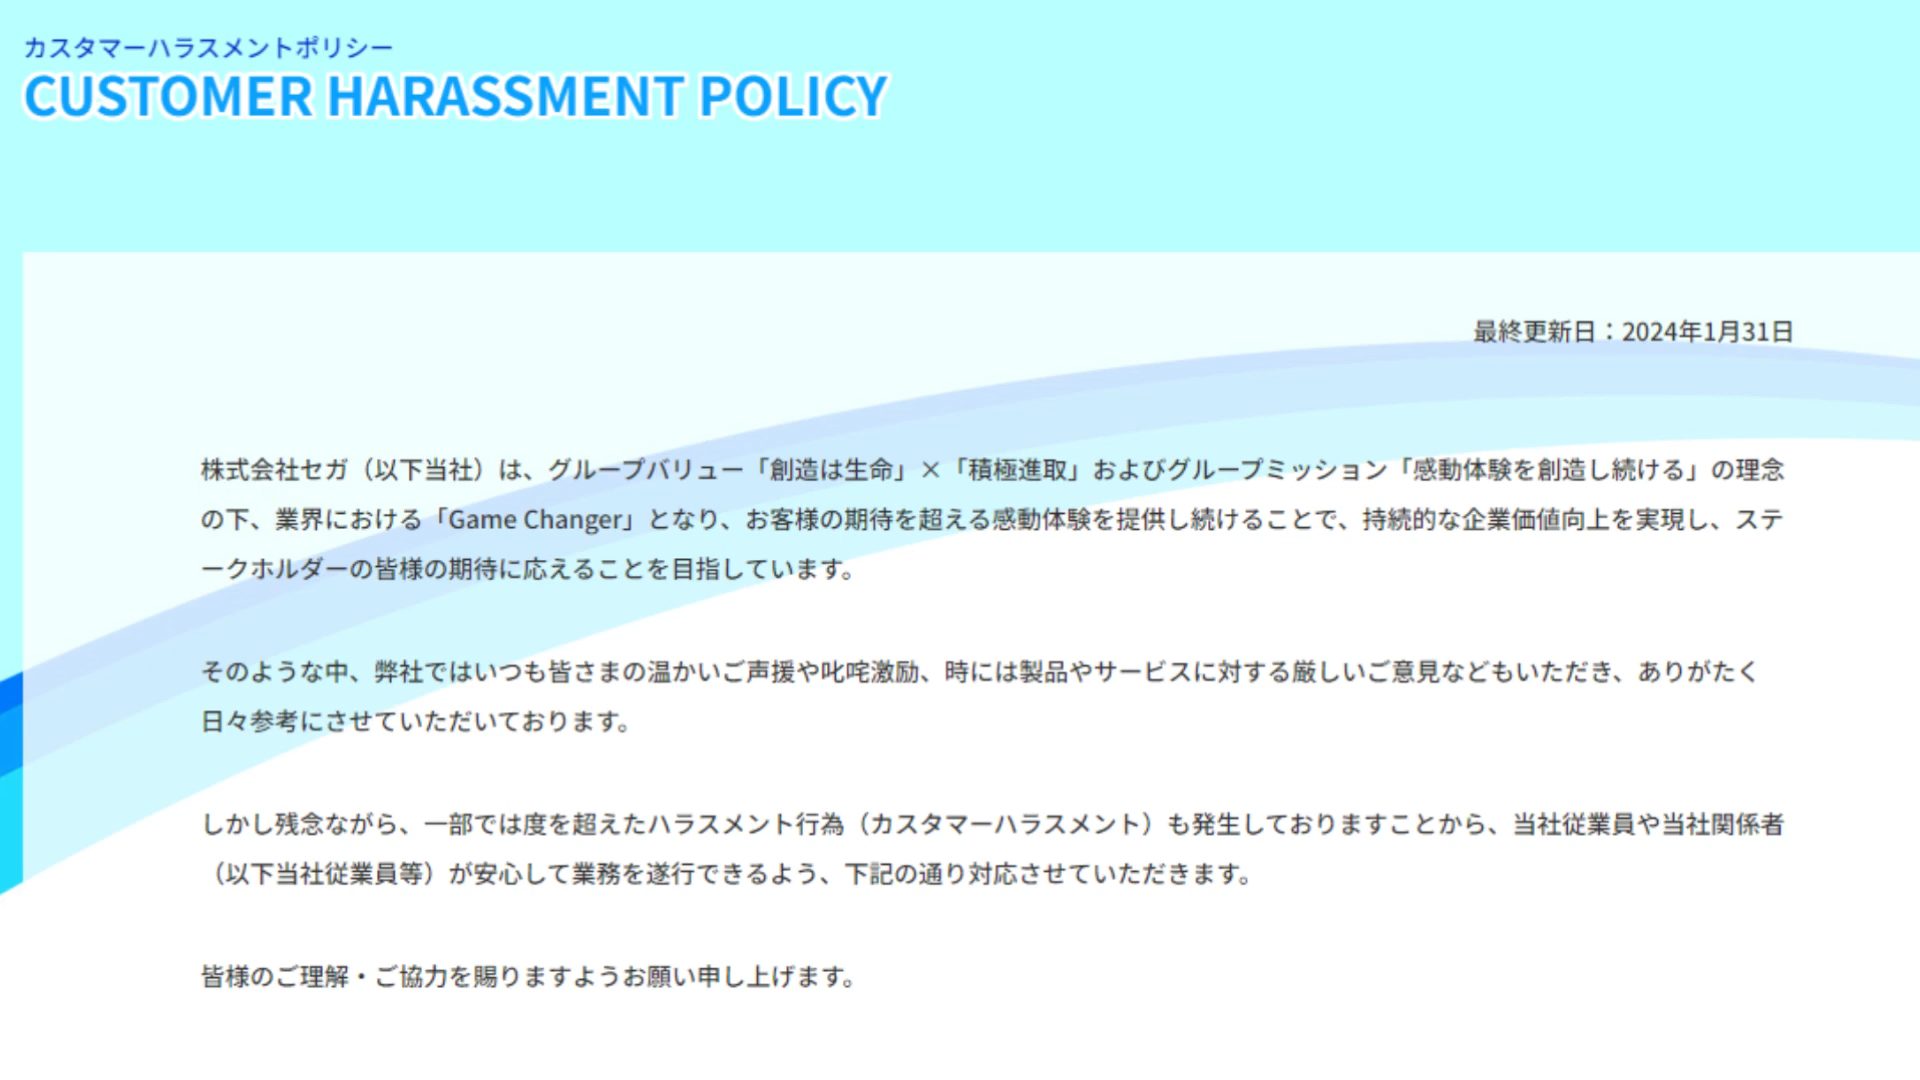 カスタマーハラスメントポリシー
CUSTOMER HARASSMENT POLICY
最終更新日：2024年1月31日
株式会社セガ（以下当社）は、グループバリュー「創造は生命」×「積極進取」およびグループミッション「感動体験を創造し続ける」の理念
の下、業界における「Game Changer」となり、お客様の期待を超える感動体験を提供し続けることで、持続的な企業価値向上を実現し、ステ
ークホルダーの皆様の期待に応えることを目指しています。
そのような中、弊社ではいつも皆さまの温かいご声援や叱咤激励、時には製品やサービスに対する厳しいご意見などもいただき、ありがたく
日々参考にさせていただいております。
しかし残念ながら、一部では度を超えたハラスメント行為（カスタマーハラスメント）も発生しておりますことから、当社従業員や当社関係者
（以下当社従業員等）が安心して業務を遂行できるよう、下記の通り対応させていただきます。
皆様のご理解・ご協力を賜りますようお願い申し上げます。